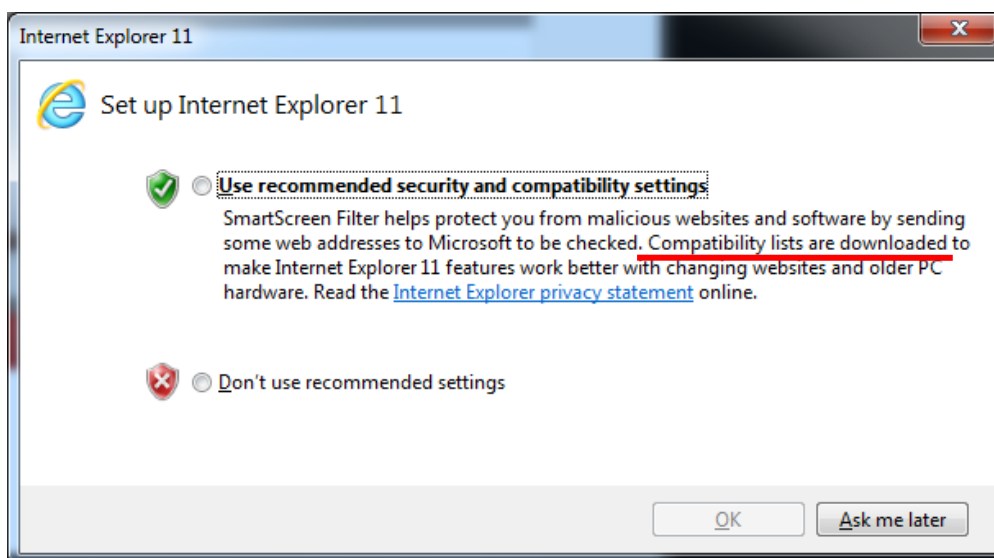 Internet Explorer 11
Set up Internet Explorer 11
Use recommended security and compatibility settings
SmartScreen Filter helps protect you from malicious websites and software by sending
some web addresses to Microsoft to be checked. Compatibility lists are downloaded to
make Internet Explorer 11 features work better with changing websites and older PC
hardware. Read the Internet Explorer privacy statement online.
Don't use recommended settings
OK
Ask me later